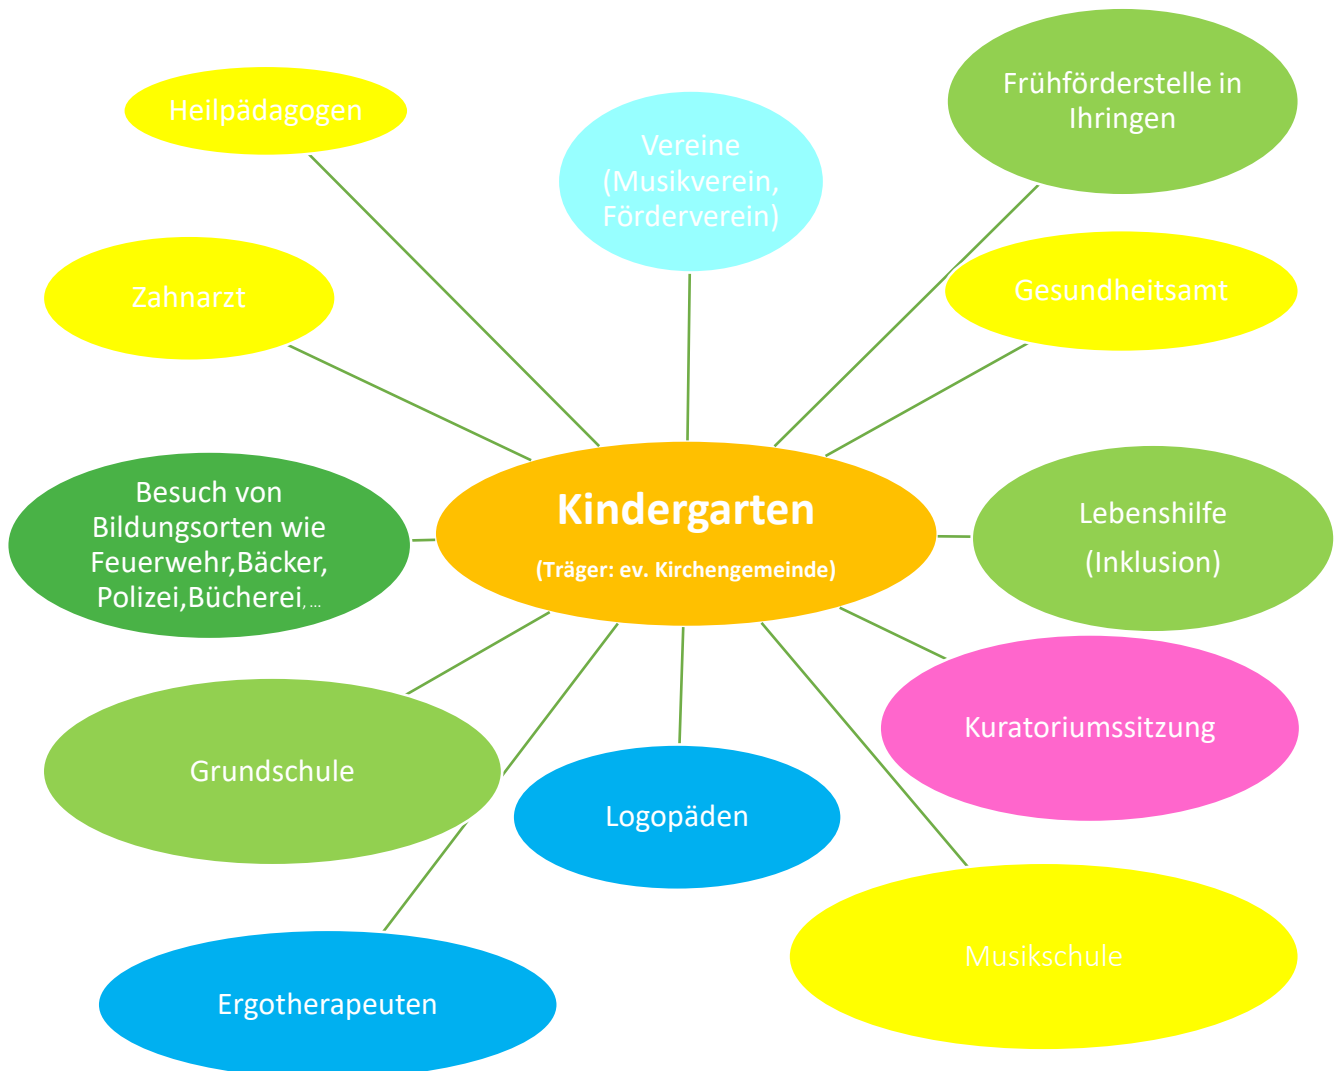 Heilpädagogen
Vereine
(Musikverein,
Förderverein)
Frühförderstelle in
Ihringen
Zahnarzt
Gesundheitsamt
Besuch von
Bildungsorten wie
Feuerwehr,Bäcker,
Polizei,Bücherei, ...
Kindergarten
(Träger: ev. Kirchengemeinde)
Lebenshilfe
(Inklusion)
Grundschule
Logopäden
Kuratoriumssitzung
Ergotherapeuten
Musikschule